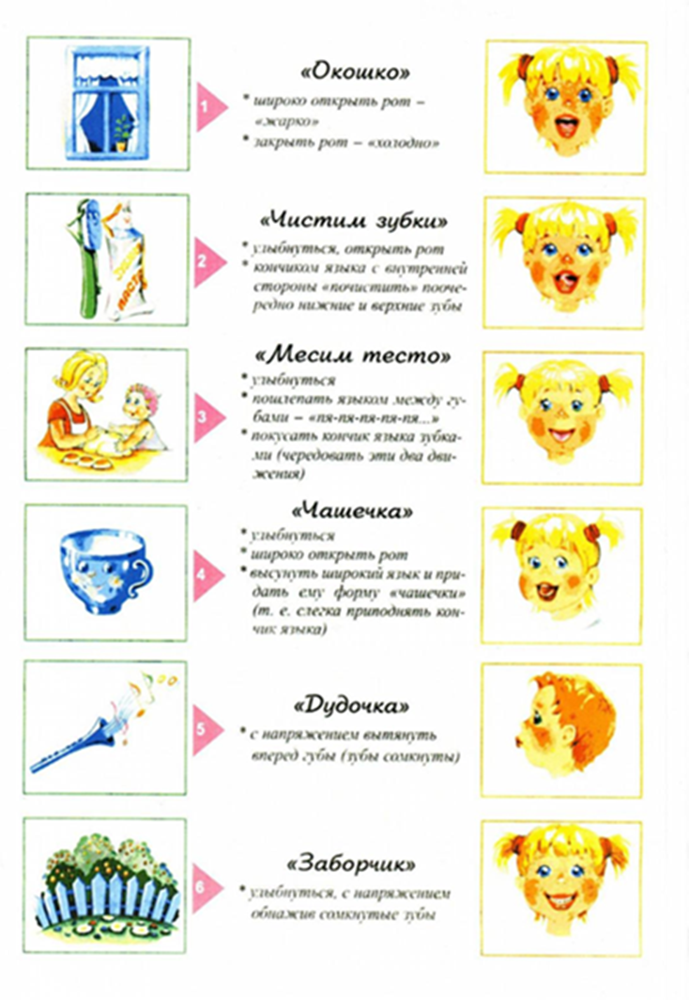 1
«Окошко»
* широко открыть рот –
«жарко»
* закрыть рот – «холодно»
2
«Чистим зубки»
* улыбнуться, открыть рот
* кончиком языка с внутренней
стороны «почистить» пооче-
редно нижние и верхние зубы
ПАСТА
3
«Месим тесто»
* улыбнуться
* пошлепать языком между гу-
бами – «пя-пя-пя-пя-пя...»
* покусать кончик языка зубка-
ми (чередовать эти два дви-
жения)
4
«Чашечка»
* улыбнуться
* широко открыть рот
* высунуть широкий язык и при-
дать ему форму «чашечки»
(т. е. слегка приподнять кон-
чик языка)
5
«Дудочка»
* с напряжением вытянуть
вперед губы (зубы сомкнуты)
6
«Заборчик»
* улыбнуться, с напряжением
обнажив сомкнутые зубы